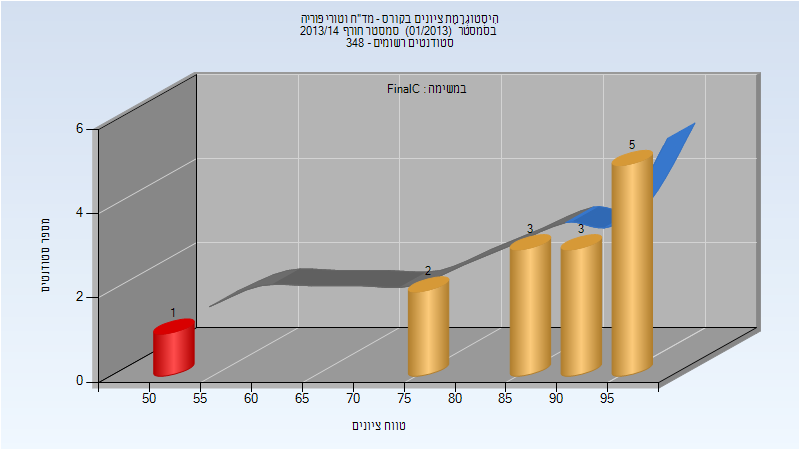 היסטוגרמת ציונים בקורס - מד"ח וטורי פוריה
בסמסטר (01/2013) סמסטר חורף 2013/14
סטודנטים רשומים - 348
במשימה : FinalC
מספר סטודנטים
6
4
2
0
1
2
3
3
5
50 55 60 65 70 75 80 85 90 95
טווח ציונים